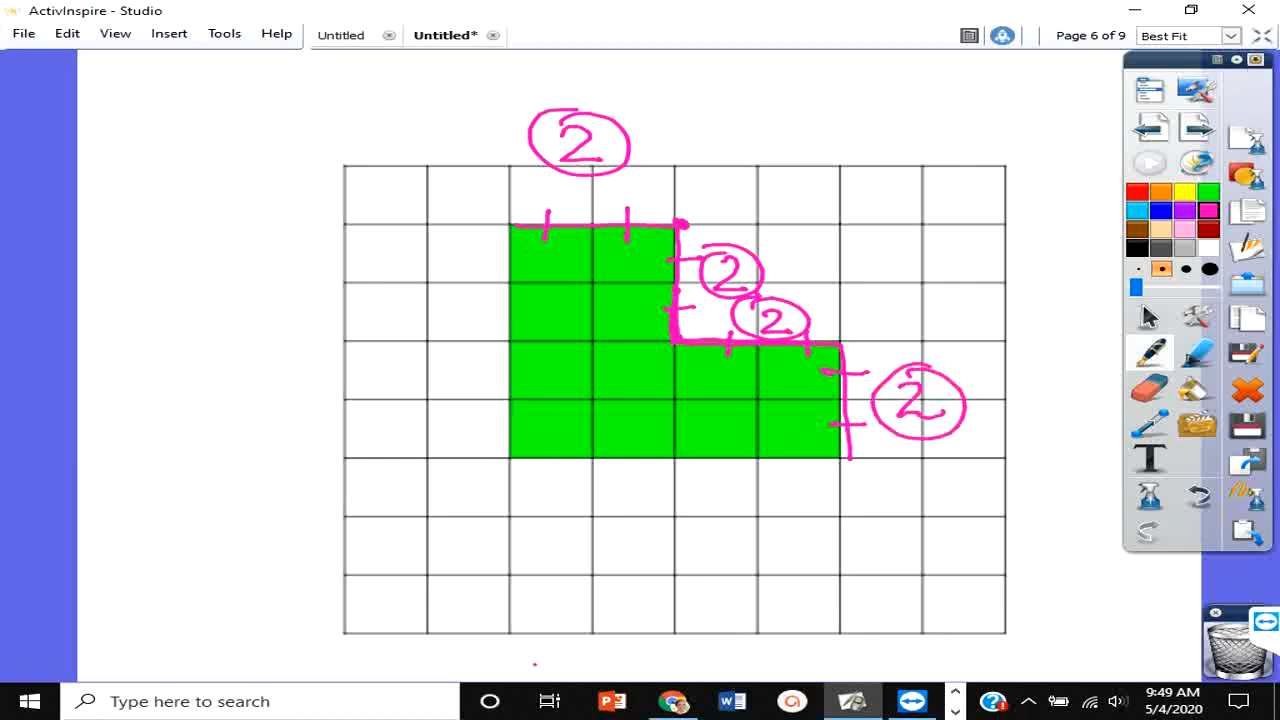 ActivInspire - Studio
File Edit View Insert Tools Help
Untitled
Untitled*
Page 6 of 9
Best Fit
2
2
2
2
T
Type here to search
9:49 AM
5/4/2020